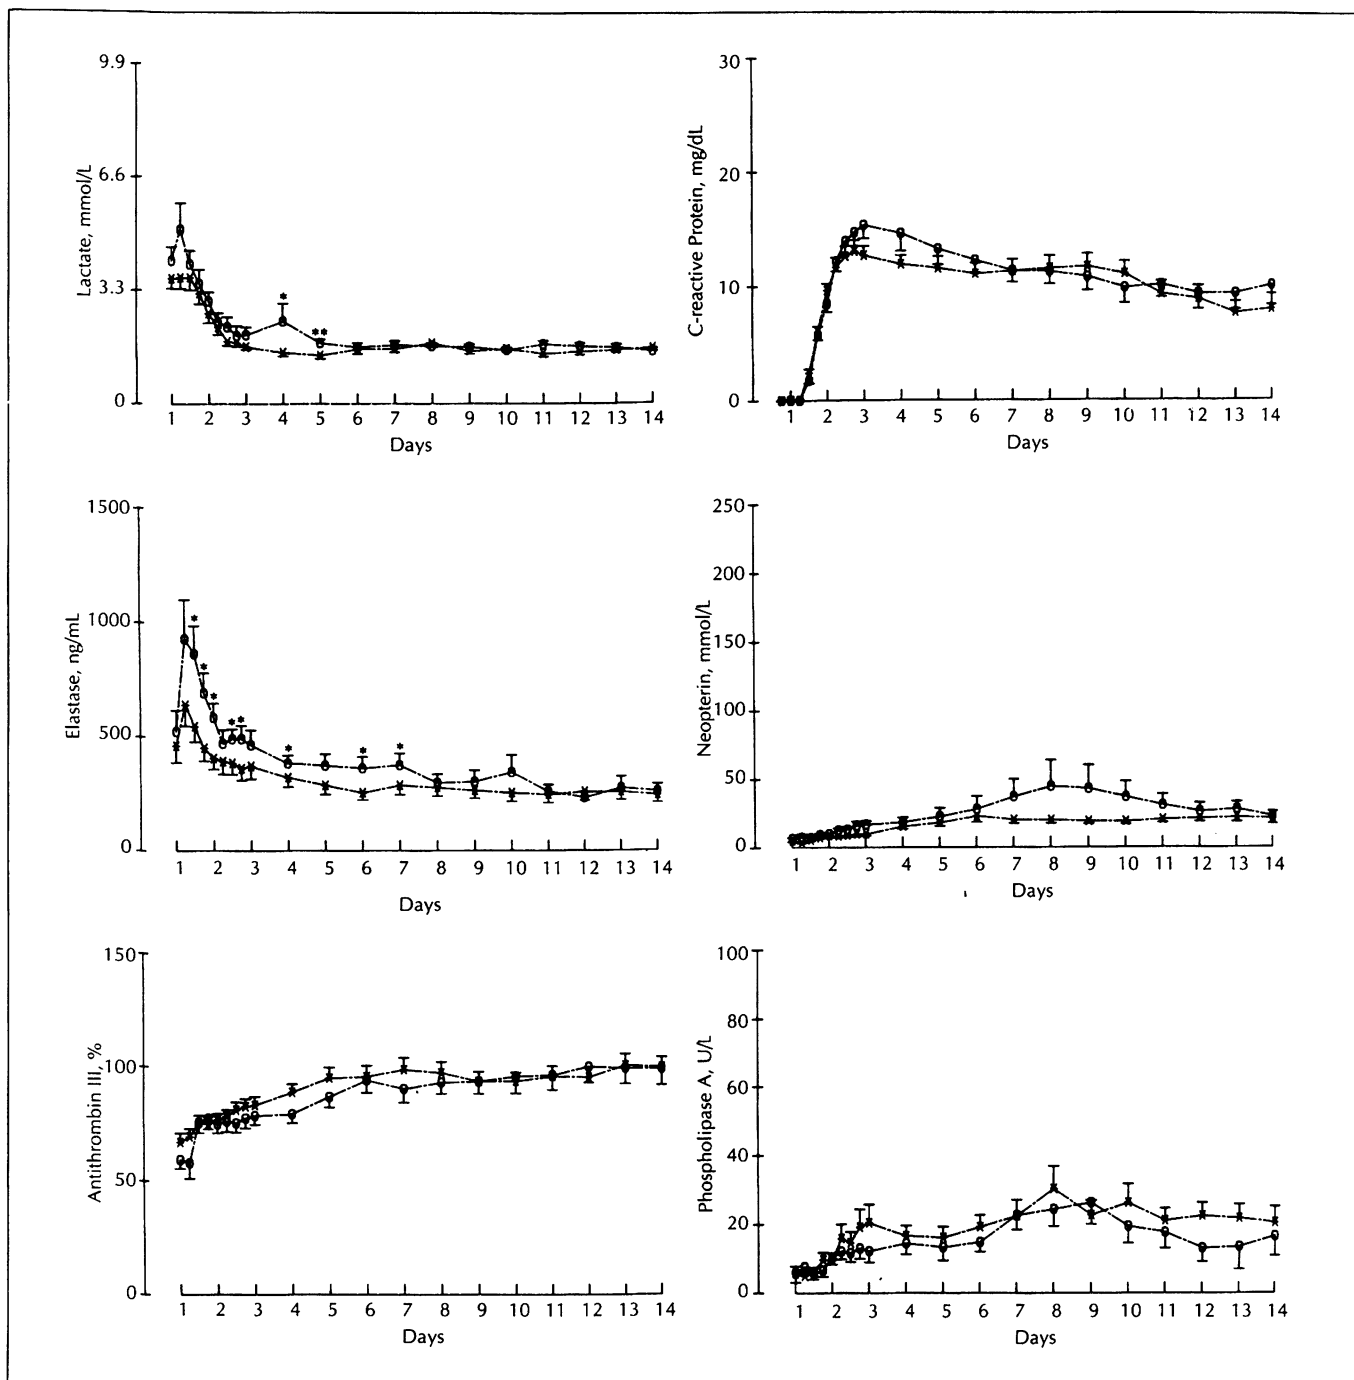 9.9
6.6
3.3
0
Lactate, mmol/L
*
**
1 2 3 4 5 6 7 8 9 10 11 12 13 14
Days
30
20
10
0
C-reactive Protein, mg/dL
1 2 3 4 5 6 7 8 9 10 11 12 13 14
Days
1500
1000
500
0
Elastase, ng/mL
* * * * * * * *
1 2 3 4 5 6 7 8 9 10 11 12 13 14
Days
250
200
150
100
50
0
Neopterin, mmol/L
1 2 3 4 5 6 7 8 9 10 11 12 13 14
Days
150
100
50
0
Antithrombin III, %
1 2 3 4 5 6 7 8 9 10 11 12 13 14
Days
100
80
60
40
20
0
Phospholipase A, U/L
1 2 3 4 5 6 7 8 9 10 11 12 13 14
Days